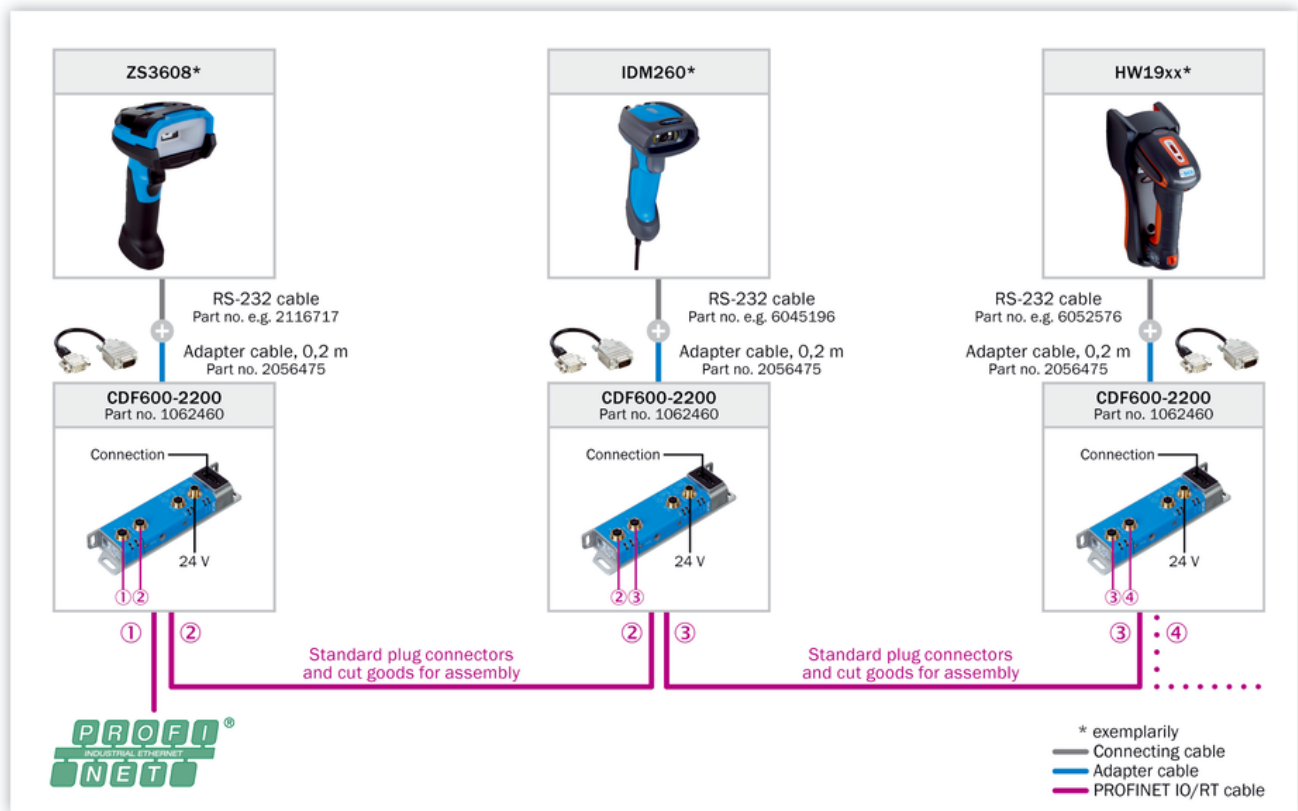 ZS3608*
IDM260*
HW19xx*
RS-232 cable
Part no. e.g. 2116717
Adapter cable, 0,2 m
Part no. 2056475
RS-232 cable
Part no. e.g. 6045196
Adapter cable, 0,2 m
Part no. 2056475
RS-232 cable
Part no. e.g. 6052576
Adapter cable, 0,2 m
Part no. 2056475
CDF600-2200
Part no. 1062460
Connection
24 V
①②
CDF600-2200
Part no. 1062460
Connection
24 V
②③
CDF600-2200
Part no. 1062460
Connection
24 V
③④
① ②
② ③
③ ④
Standard plug connectors
and cut goods for assembly
Standard plug connectors
and cut goods for assembly
PROFI®
INDUSTRIAL ETHERNET
NET
* exemplarily
Connecting cable
Adapter cable
PROFINET IO/RT cable